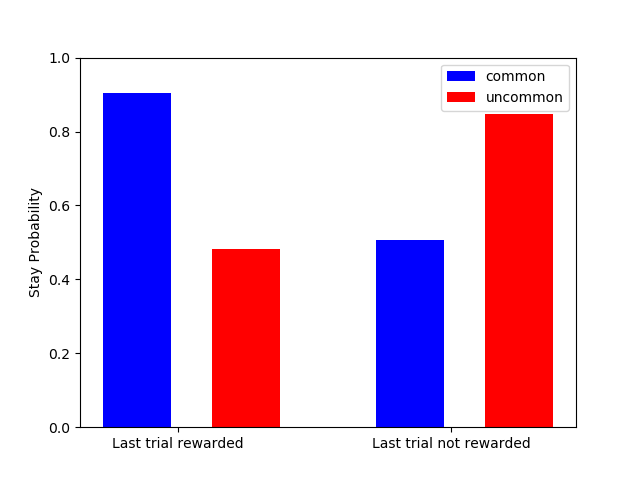 1.0
0.8
0.6
0.4
0.2
0.0
Stay Probability
common
uncommon
Last trial rewarded
Last trial not rewarded